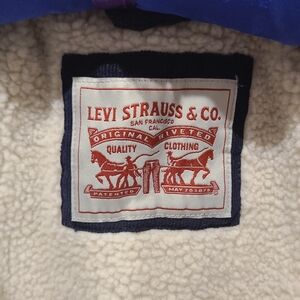 LEVI STRAUSS & CO.
SAN FRANCISCO
CAL.
ORIGINAL RIVETED
QUALITY CLOTHING
PATENTED MAY 20 1873